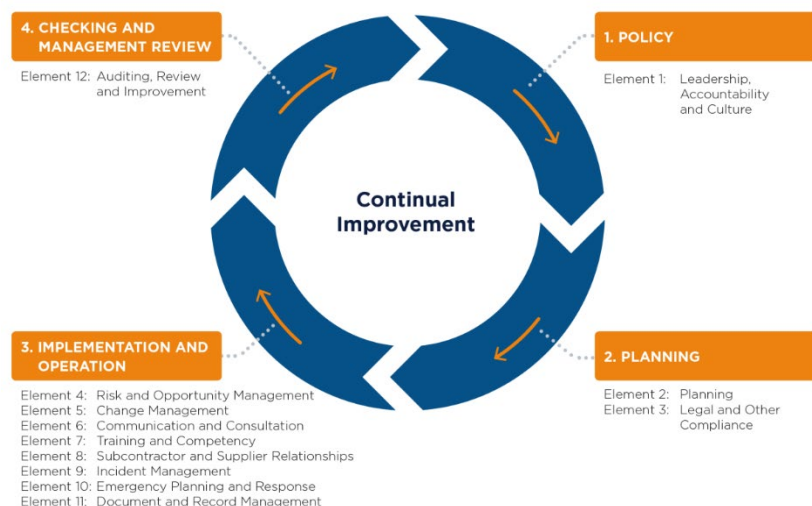 4. CHECKING AND
MANAGEMENT REVIEW
Element 12: Auditing, Review
and Improvement
1. POLICY
Element 1: Leadership,
Accountability
and Culture
Continual
Improvement
3. IMPLEMENTATION AND
OPERATION
Element 4: Risk and Opportunity Management
Element 5: Change Management
Element 6: Communication and Consultation
Element 7: Training and Competency
Element 8: Subcontractor and Supplier Relationships
Element 9: Incident Management
Element 10: Emergency Planning and Response
Element 11: Document and Record Management
2. PLANNING
Element 2: Planning
Element 3: Legal and Other
Compliance